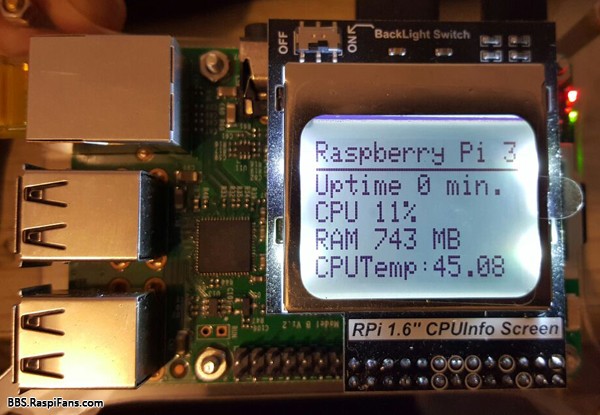 OFF
ON
BackLight Switch
Raspberry Pi 3
Uptime 0 min.
CPU 11%
RAM 743 MB
CPUTemp:45.08
RPi 1.6" CPUInfo Screen
BBS.RaspiFans.com